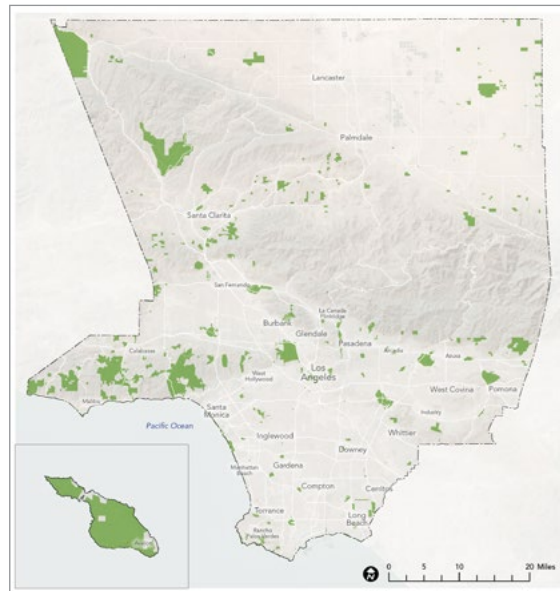 Lancaster
Palmdale
Santa Clarita
San Fernando
La Canada
Flintridge
Burbank
Glendale
Pasadena
Arcadia
Azusa
Calabasas
West
Hollywood
Los
Angeles
West Covina
Pomona
Malibu
Santa
Monica
Industry
Pacific Ocean
Whittier
Inglewood
Downey
Manhattan
Beach
Gardena
Compton
Cerritos
Torrance
Long
Beach
Rancho
Palos Verdes
Avalon
N
0 5 10 20 Miles